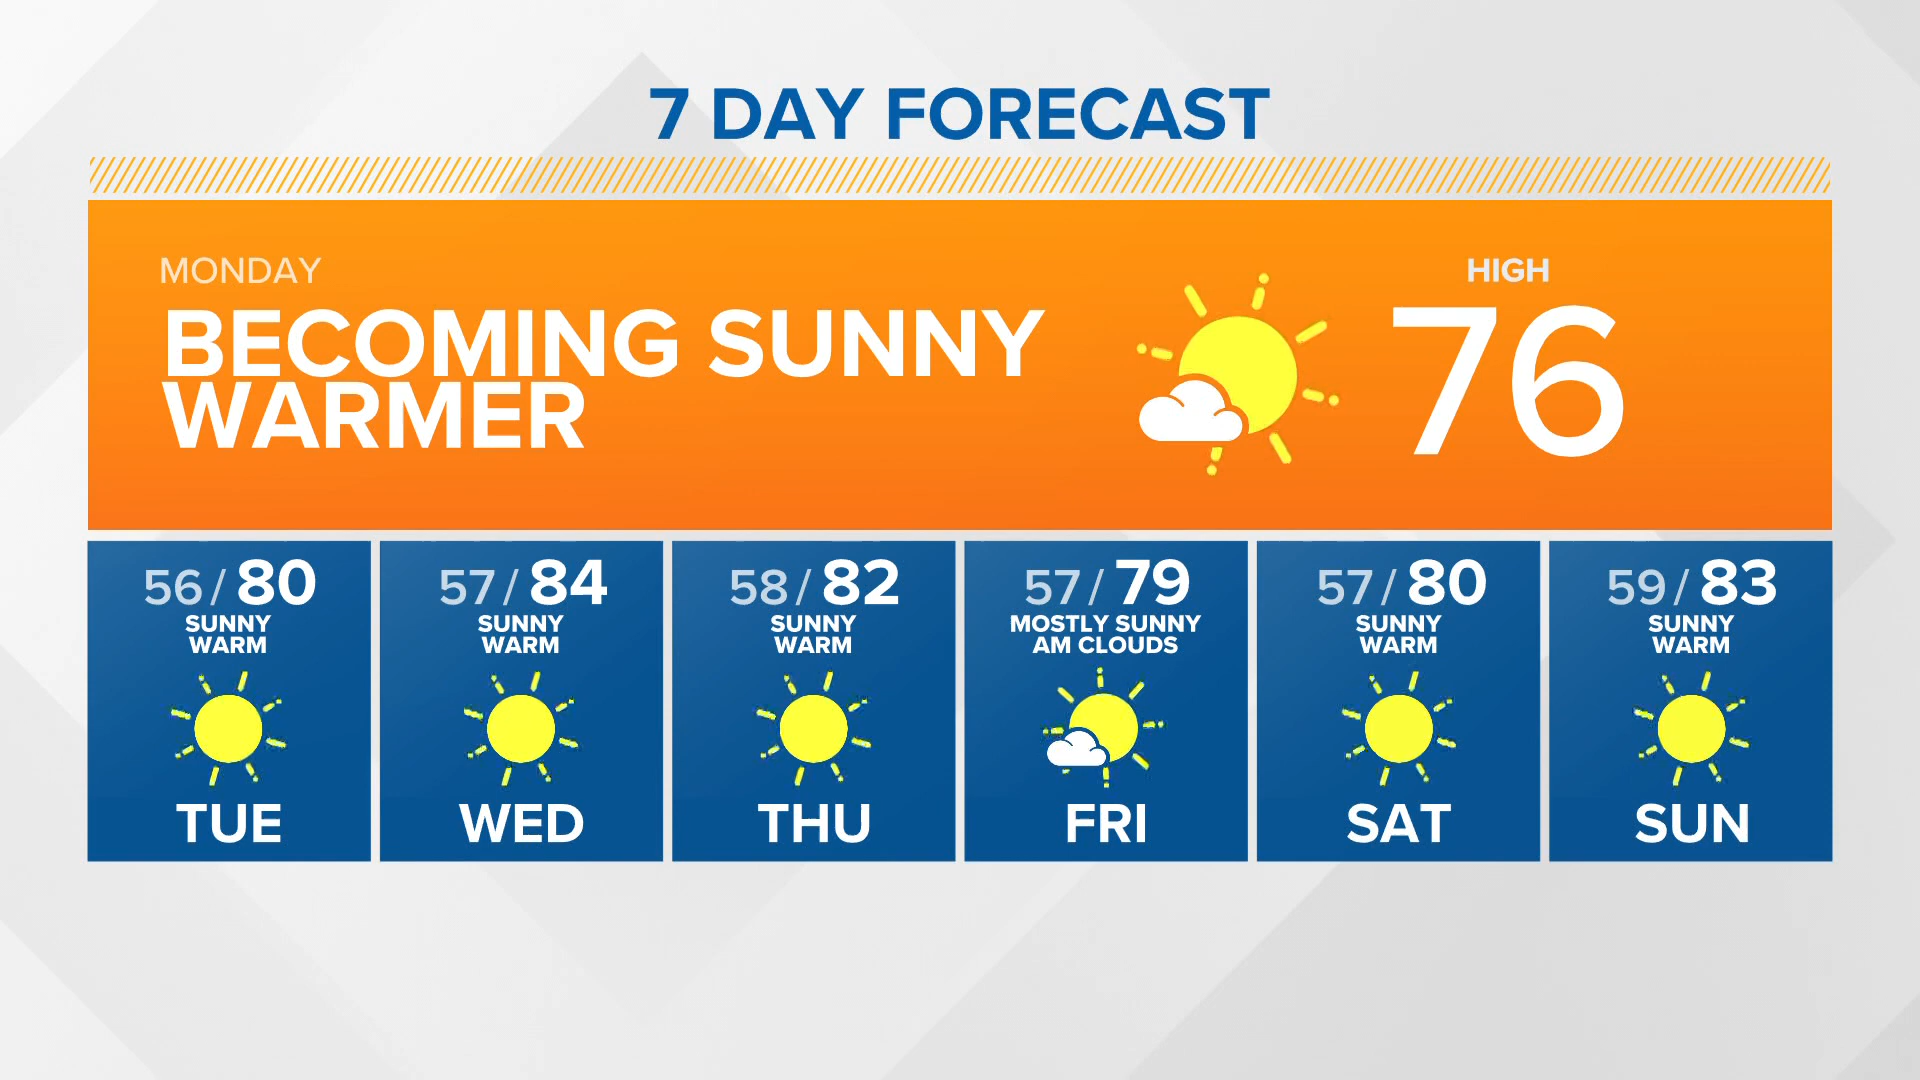 7 DAY FORECAST
MONDAY
BECOMING SUNNY
WARMER
HIGH
76
56/80
SUNNY
WARM
TUE
57/84
SUNNY
WARM
WED
58/82
SUNNY
WARM
THU
57/79
MOSTLY SUNNY
AM CLOUDS
FRI
57/80
SUNNY
WARM
SAT
59/83
SUNNY
WARM
SUN